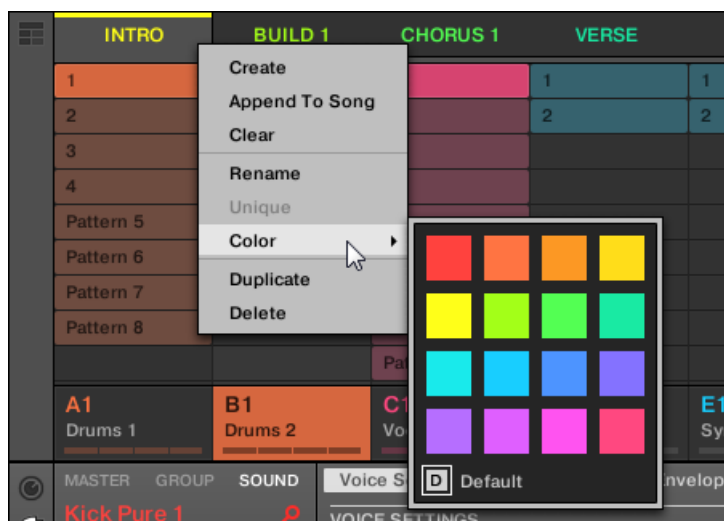 INTRO BUILD 1 CHORUS 1 VERSE
1 1 1
2 2 2
3
4
Pattern 5
Pattern 6
Pattern 7
Pattern 8
Create
Append To Song
Clear
Rename
Unique
Color
Duplicate
Delete
D Default
A1 B1 E1
Drums 1 Drums 2
MASTER GROUP SOUND
Kick Pure 1
VOICE SETTINGS